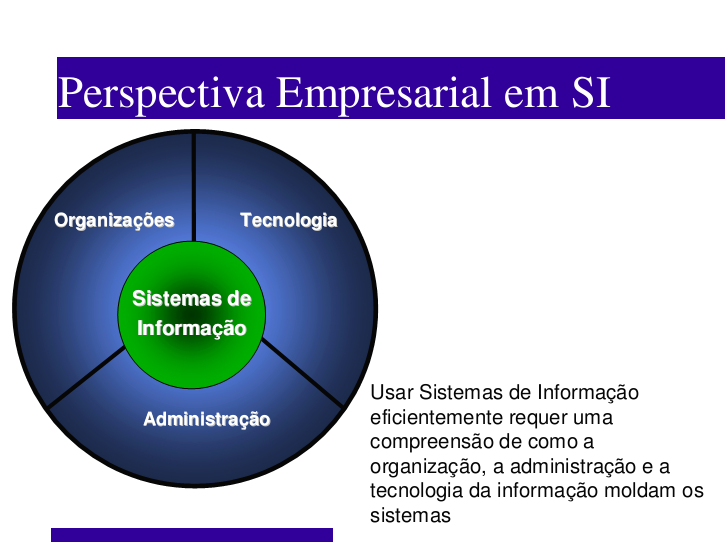 Perspectiva Empresarial em SI
Organizações
Tecnologia
Sistemas de
Informação
Administração
Usar Sistemas de Informação
eficientemente requer uma
compreensão de como a
organização, a administração e a
tecnologia da informação moldam os
sistemas